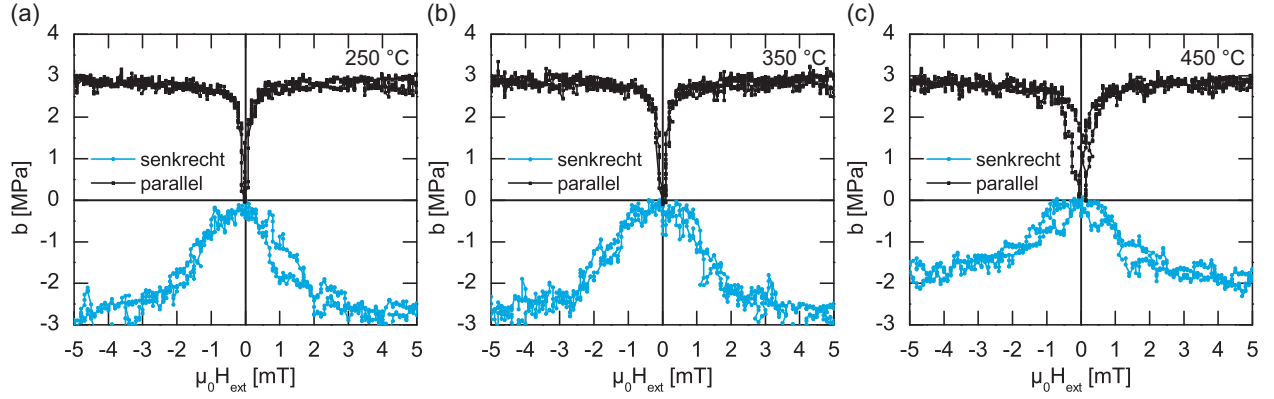 (a)
4
3
2
1
0
-1
-2
-3
b [MPa]
250 °C
senkrecht
parallel
-5 -4 -3 -2 -1 0 1 2 3 4 5
µ0Hext [mT]
(b)
4
3
2
1
0
-1
-2
-3
b [MPa]
350 °C
senkrecht
parallel
-5 -4 -3 -2 -1 0 1 2 3 4 5
µ0Hext [mT]
(c)
4
3
2
1
0
-1
-2
-3
b [MPa]
450 °C
senkrecht
parallel
-5 -4 -3 -2 -1 0 1 2 3 4 5
µ0Hext [mT]